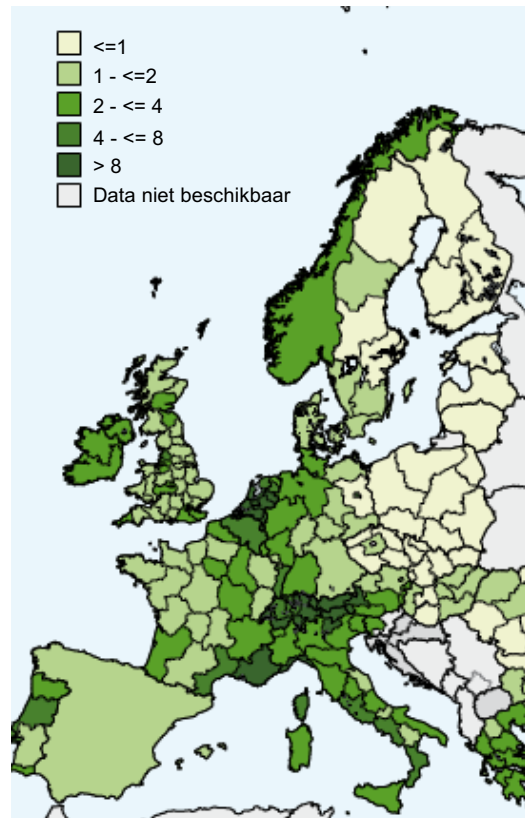 <=1
1 - <=2
2 - <= 4
4 - <= 8
> 8
Data niet beschikbaar